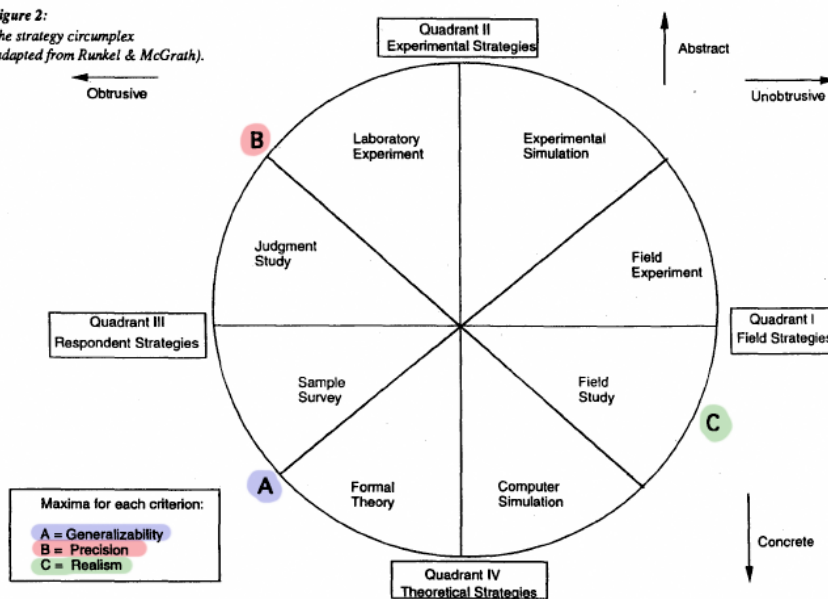 igure 2:
he strategy circumplex
adapted from Runkel & McGrath).
Obtrusive
Quadrant II
Experimental Strategies
Abstract
Unobtrusive
B
Laboratory
Experiment
Experimental
Simulation
Judgment
Study
Field
Experiment
Quadrant III
Respondent Strategies
Quadrant I
Field Strategies
Sample
Survey
Field
Study
C
A
Formal
Theory
Computer
Simulation
Maxima for each criterion:
A = Generalizability
B = Precision
C = Realism
Concrete
Quadrant IV
Theoretical Strategies